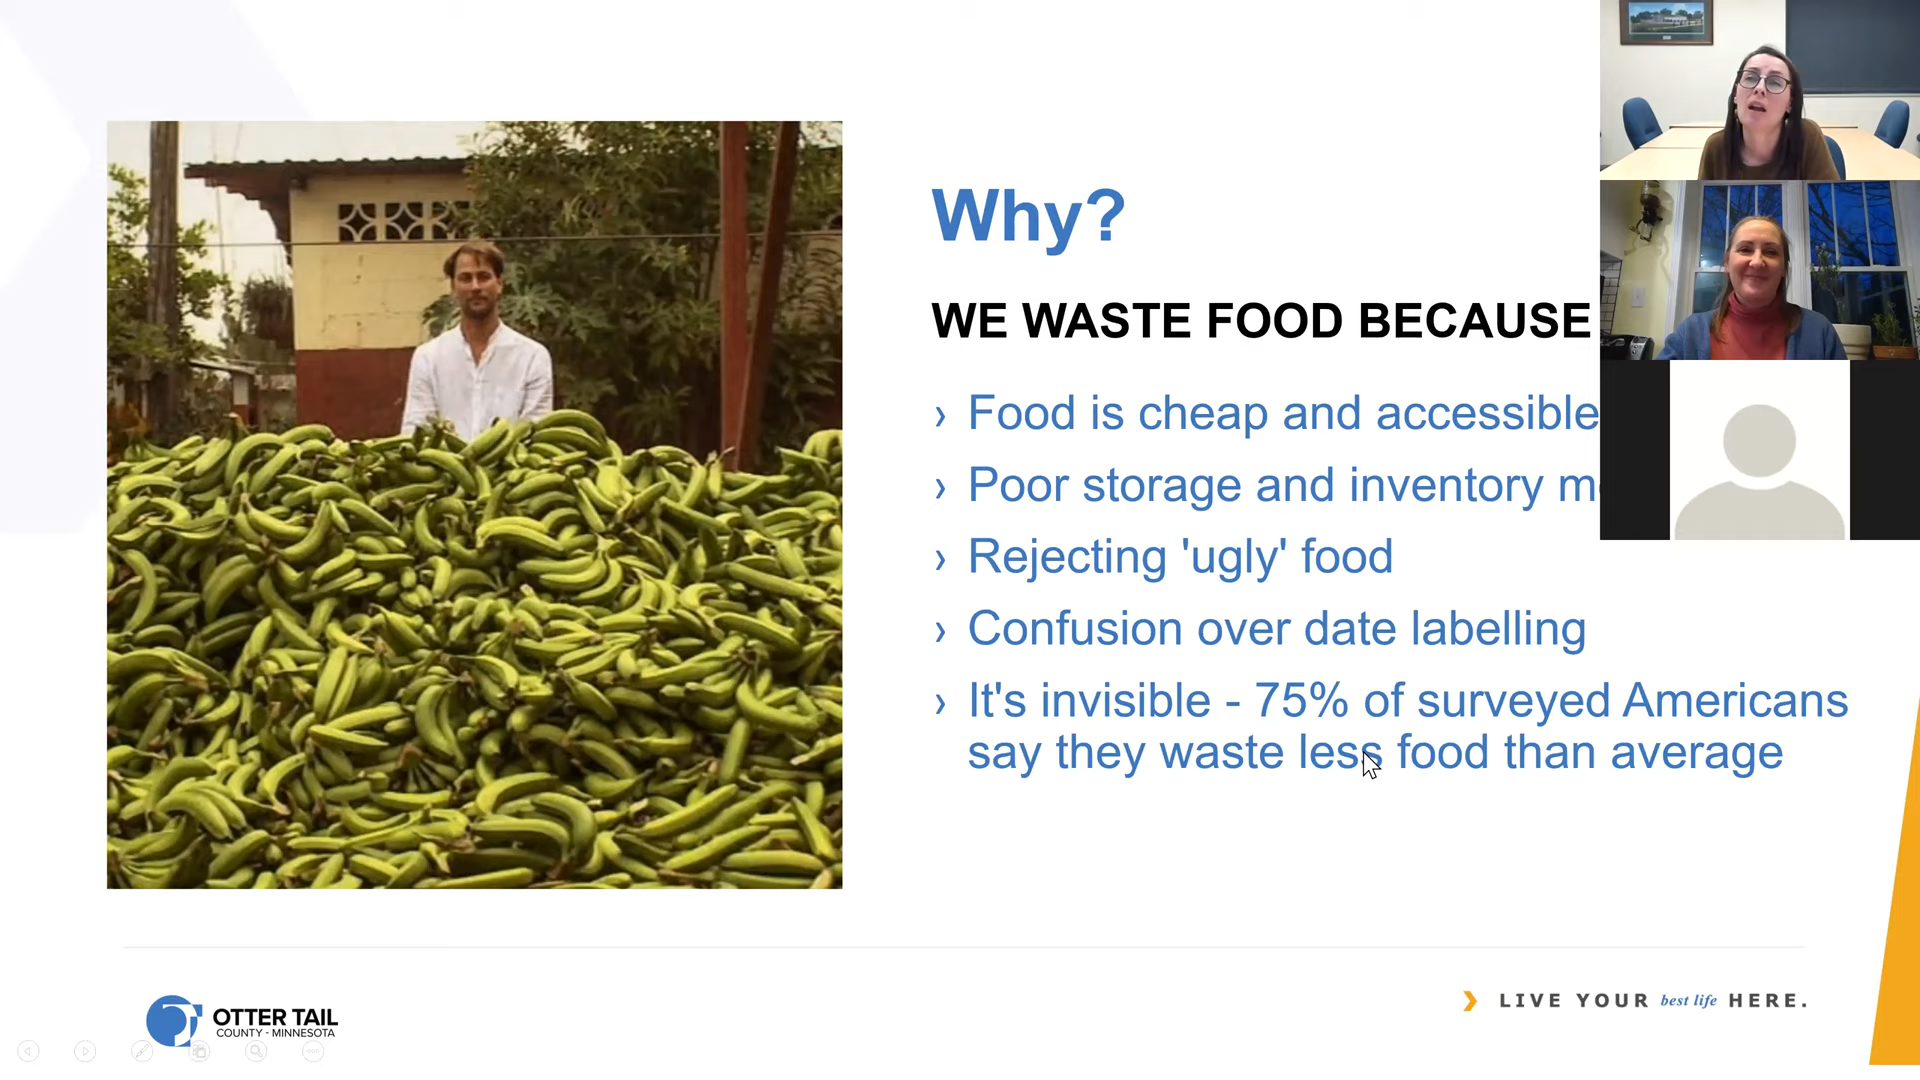 Why?
WE WASTE FOOD BECAUSE
› Food is cheap and accessible
› Poor storage and inventory
› Rejecting 'ugly' food
› Confusion over date labelling
› It's invisible - 75% of surveyed Americans
say they waste less food than average
OTTER TAIL
COUNTY - MINNESOTA
LIVE YOUR best life HERE.